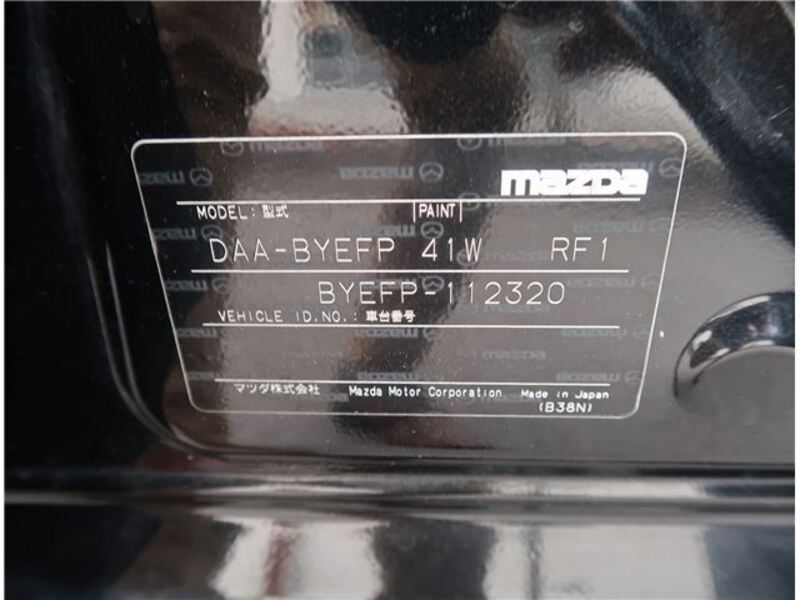 mazda
MODEL: 型式 |PAINT|
DAA-BYEFP 41W RF1
BYEFP-112320
VEHICLE ID.NO.: 車台番号
マツダ株式会社 Mazda Motor Corporation Made in Japan
(B38N)